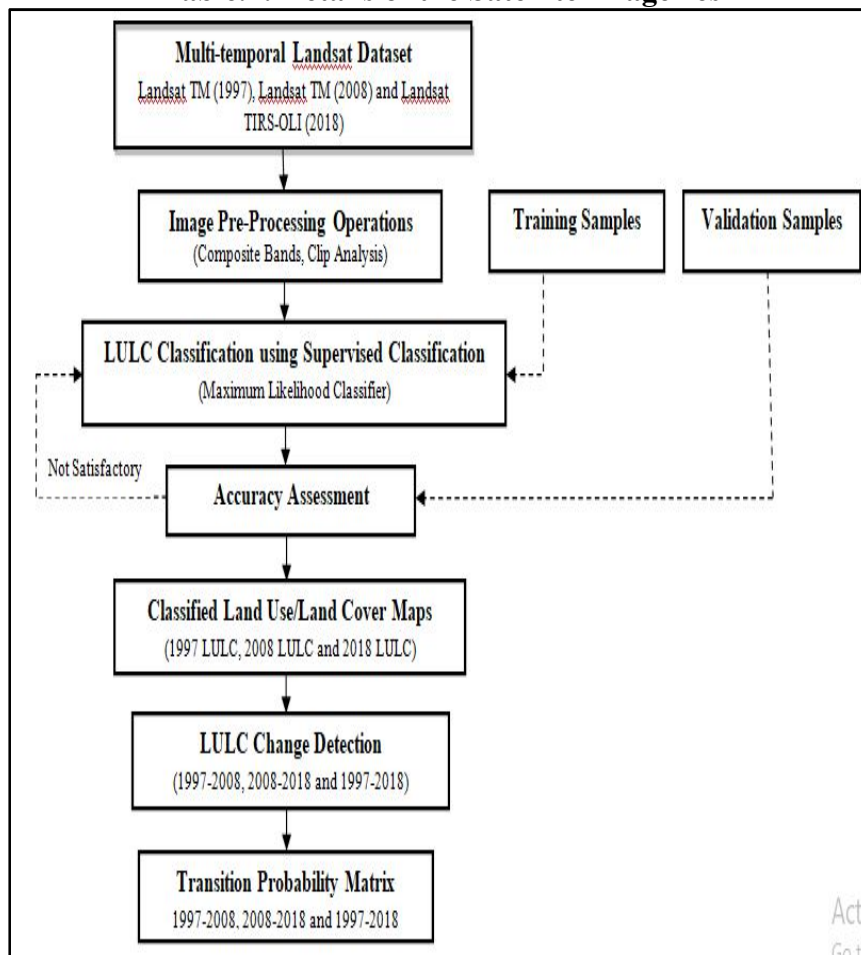 Multi-temporal Landsat Dataset
Landsat TM (1997), Landsat TM (2008) and Landsat
TIRS-OLI (2018)
Image Pre-Processing Operations
(Composite Bands, Clip Analysis)
Training Samples
Validation Samples
LULC Classification using Supervised Classification
(Maximum Likelihood Classifier)
Not Satisfactory
Accuracy Assessment
Classified Land Use/Land Cover Maps
(1997 LULC, 2008 LULC and 2018 LULC)
LULC Change Detection
(1997-2008, 2008-2018 and 1997-2018)
Transition Probability Matrix
1997-2008, 2008-2018 and 1997-2018
Act